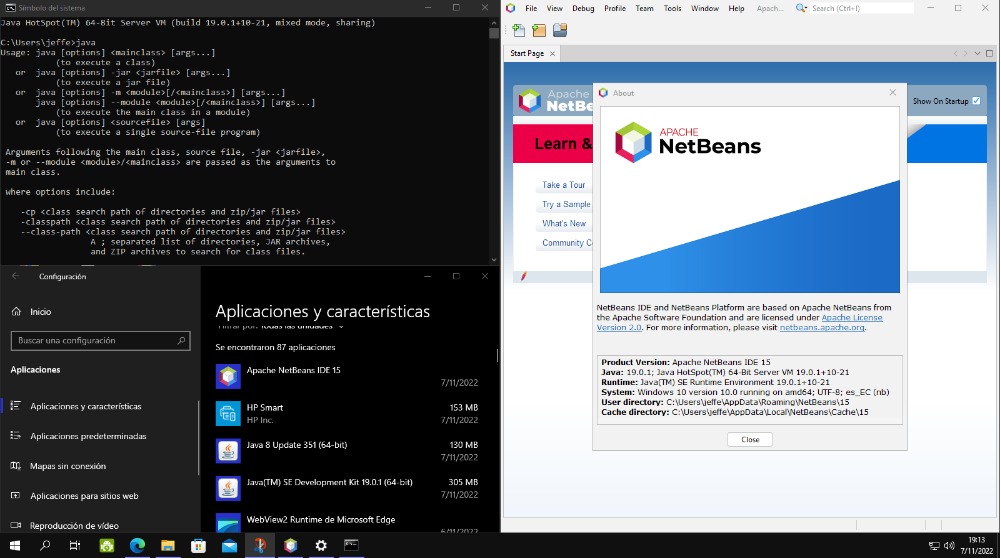 Símbolo del sistema
Java HotSpot(TM) 64-Bit Server VM (build 19.0.1+10-21, mixed mode, sharing)
C:\Users\jeffe>java
Usage: java [options] <mainclass> [args...]
(to execute a class)
or java [options] -jar <jarfile> [args...]
(to execute a jar file)
or java [options] -m <module>[/<mainclass>] [args...]
java [options] --module <module>[/<mainclass>] [args...]
(to execute the main class in a module)
or java [options] <sourcefile> [args]
(to execute a single source-file program)
Arguments following the main class, source file, -jar <jarfile>,
-m or --module <module>/<mainclass> are passed as the arguments to
main class.
where options include:
-cp <class search path of directories and zip/jar files>
-classpath <class search path of directories and zip/jar files>
--class-path <class search path of directories and zip/jar files>
A ; separated list of directories, JAR archives,
and ZIP archives to search for class files.
Configuración
Inicio
Buscar una configuración
Aplicaciones
Aplicaciones y características
Aplicaciones predeterminadas
Mapas sin conexión
Aplicaciones para sitios web
Reproducción de vídeo
Aplicaciones y características
Filtrar por: Todas las unidades
Se encontraron 87 aplicaciones
Apache NetBeans IDE 15
7/11/2022
HP Smart 153 MB
HP Inc. 7/11/2022
Java 8 Update 351 (64-bit) 130 MB
7/11/2022
Java(TM) SE Development Kit 19.0.1 (64-bit) 305 MB
7/11/2022
WebView2 Runtime de Microsoft Edge
File View Debug Profile Team Tools Window Help Apach... Search (Ctrl+I)
Start Page
Apache
NetBe
Show On Startup
Learn &
Take a Tour
Try a Sample
What's New
Community C
About
APACHE
NetBeans
NetBeans IDE and NetBeans Platform are based on Apache NetBeans from
the Apache Software Foundation and are licensed under Apache License
Version 2.0. For more information, please visit netbeans.apache.org.
Product Version: Apache NetBeans IDE 15
Java: 19.0.1; Java HotSpot(TM) 64-Bit Server VM 19.0.1+10-21
Runtime: Java(TM) SE Runtime Environment 19.0.1+10-21
System: Windows 10 version 10.0 running on amd64; UTF-8; es_EC (nb)
User directory: C:\Users\jeffe\AppData\Roaming\NetBeans\15
Cache directory: C:\Users\jeffe\AppData\Local\NetBeans\Cache\15
Close
19:13
7/11/2022